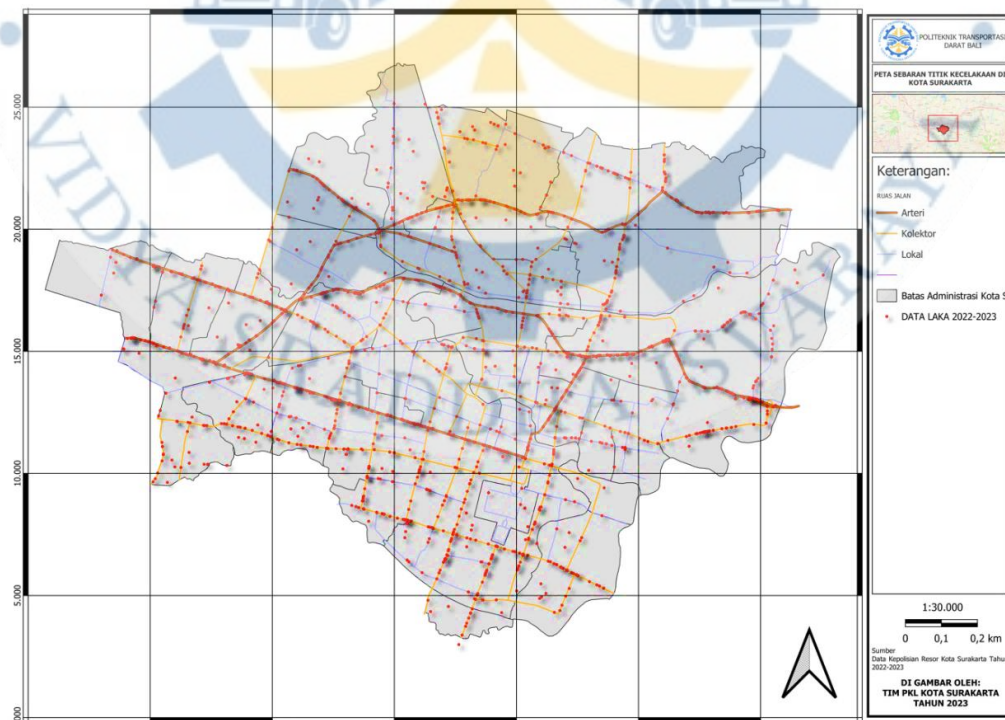 25.000
20.000
15.000
10.000
5.000
POLITEKNIK TRANSPORTASI
DARAT BALI
PETA SEBARAN TITIK KECELAKAAN DI
KOTA SURAKARTA
Keterangan:
RUAS JALAN
Arteri
Kolektor
Lokal
Batas Administrasi Kota S
DATA LAKA 2022-2023
1:30.000
0 0,1 0,2 km
Sumber
Data Kepolisian Resor Kota Surakarta Tahu
2022-2023
DI GAMBAR OLEH:
TIM PKL KOTA SURAKARTA
TAHUN 2023